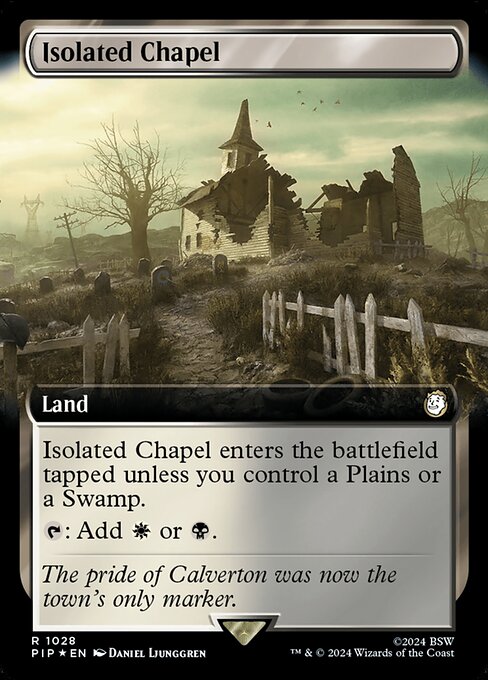 Isolated Chapel
Land
Isolated Chapel enters the battlefield
tapped unless you control a Plains or
a Swamp.
: Add or .
The pride of Calverton was now the
town's only marker.
R 1028
PIP★EN Daniel Ljunggren
©2024 BSW
™ & © 2024 Wizards of the Coast